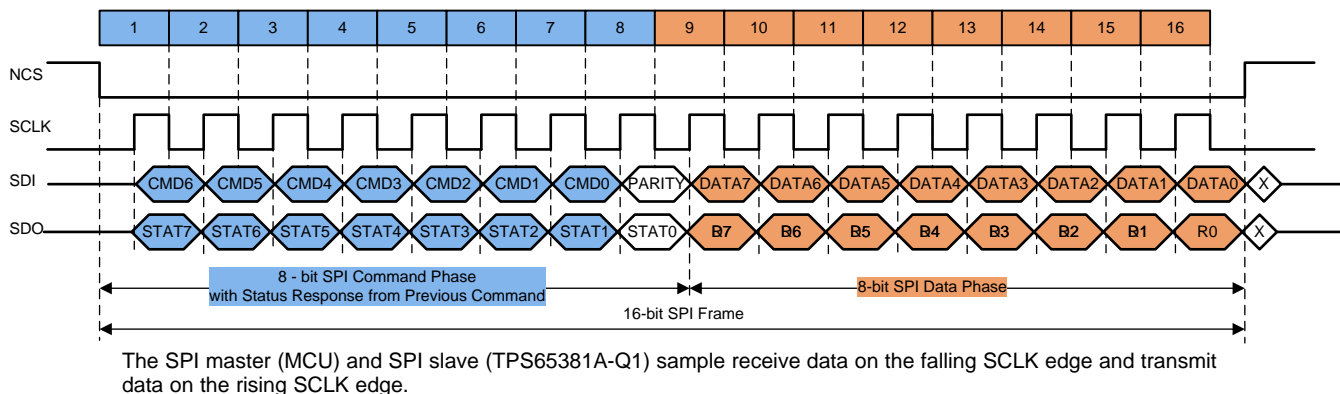 1 2 3 4 5 6 7 8 9 10 11 12 13 14 15 16
NCS
SCLK
SDI CMD6 CMD5 CMD4 CMD3 CMD2 CMD1 CMD0 PARITY DATA7 DATA6 DATA5 DATA4 DATA3 DATA2 DATA1 DATA0 X
SDO STAT7 STAT6 STAT5 STAT4 STAT3 STAT2 STAT1 STAT0 R7 R6 R5 R4 R3 R2 R1 R0 X
8 - bit SPI Command Phase
with Status Response from Previous Command
8-bit SPI Data Phase
16-bit SPI Frame
The SPI master (MCU) and SPI slave (TPS65381A-Q1) sample receive data on the falling SCLK edge and transmit
data on the rising SCLK edge.